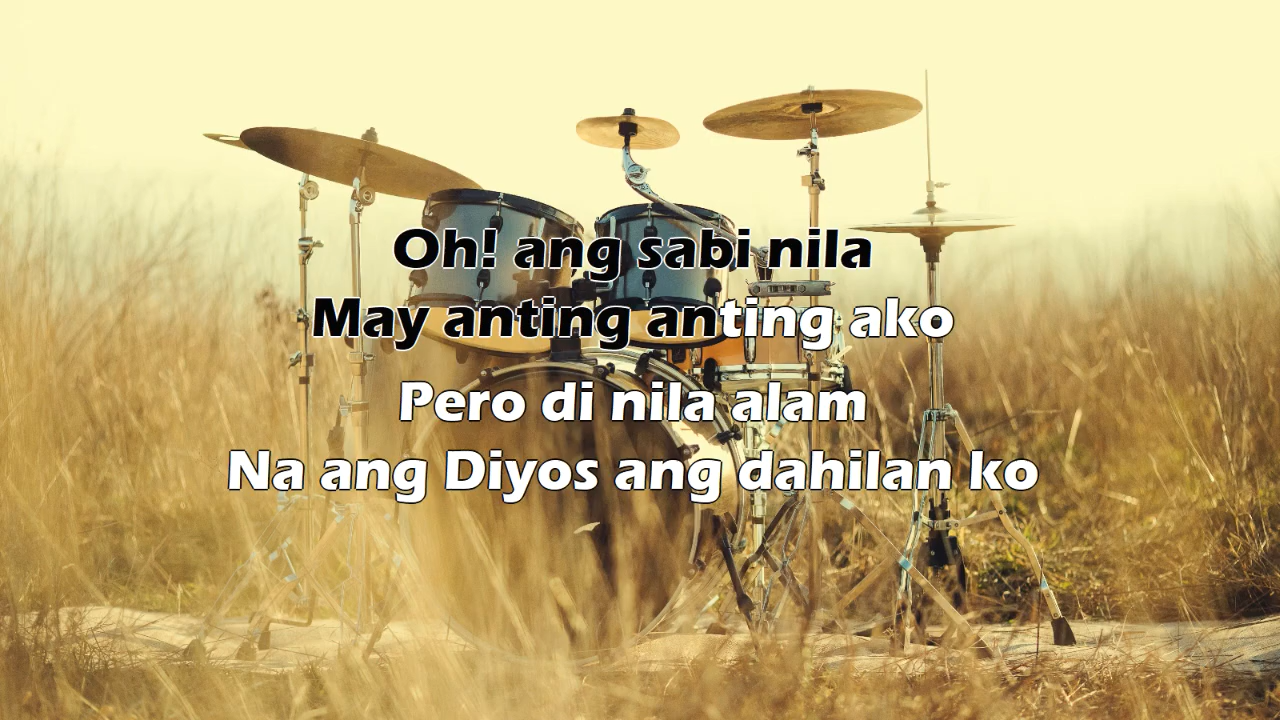 Oh! ang sabi nila
May anting anting ako
Pero di nila alam
Na ang Diyos ang dahilan ko